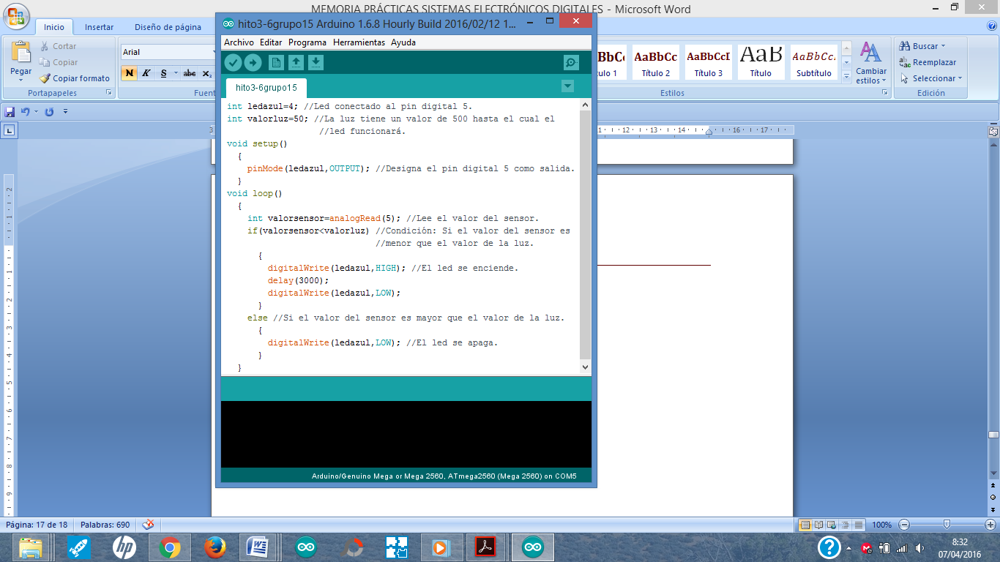 MEMORIA PRÁCTICAS SISTEMAS ELECTRÓNICOS DIGITALES - Microsoft Word
Inicio Insertar Diseño de página
Cortar
Copiar
Copiar formato
Pegar
Portapapeles
Arial
N K S abc x₂
Fuent
AaBbCc AaBbCcI AaB AaBbCc
Título 2 Título 3 Título Subtítulo
Estilos
Cambiar estilos
Buscar
Reemplazar
Seleccionar
Edición
hito3-6grupo15 Arduino 1.6.8 Hourly Build 2016/02/12 1...
Archivo Editar Programa Herramientas Ayuda
hito3-6grupo15
int ledazul=4; //Led conectado al pin digital 5.
int valorluz=50; //La luz tiene un valor de 500 hasta el cual el
//led funcionará.
void setup()
{
pinMode(ledazul,OUTPUT); //Designa el pin digital 5 como salida.
}
void loop()
{
int valorsensor=analogRead(5); //Lee el valor del sensor.
if(valorsensor<valorluz) //Condición: Si el valor del sensor es
//menor que el valor de la luz.
{
digitalWrite(ledazul,HIGH); //El led se enciende.
delay(3000);
digitalWrite(ledazul,LOW);
}
else //Si el valor del sensor es mayor que el valor de la luz.
{
digitalWrite(ledazul,LOW); //El led se apaga.
}
}
Arduino/Genuino Mega or Mega 2560, ATmega2560 (Mega 2560) on COM5
Página: 17 de 18 Palabras: 690
100%
8:32
07/04/2016